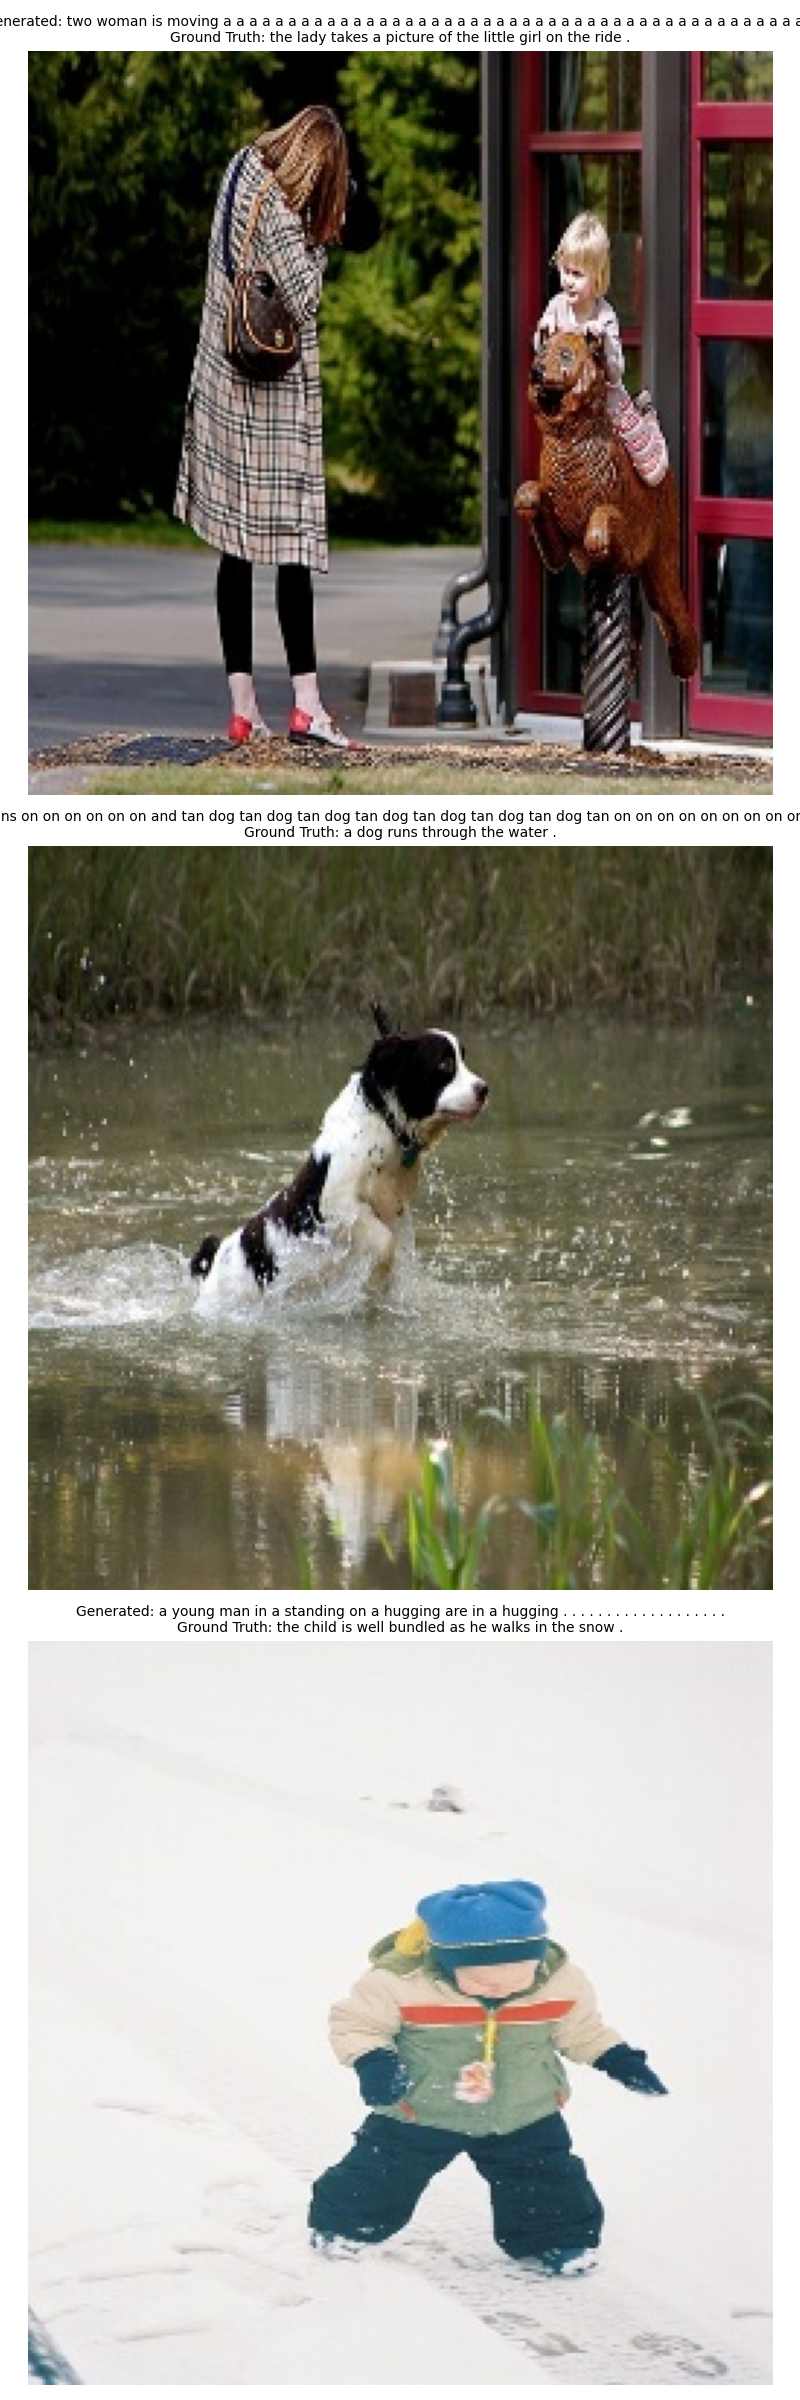 enerated: two woman is moving a a a a a a a a a a a a a a a a a a a a a a a a a a a a a a a a a a a a a a a a a a a a a
Ground Truth: the lady takes a picture of the little girl on the ride .
ns on on on on on and tan dog tan dog tan dog tan dog tan dog tan dog tan dog tan on on on on on on on on
Ground Truth: a dog runs through the water .
Generated: a young man in a standing on a hugging are in a hugging . . . . . . . . . . . . . . . . . . .
Ground Truth: the child is well bundled as he walks in the snow .